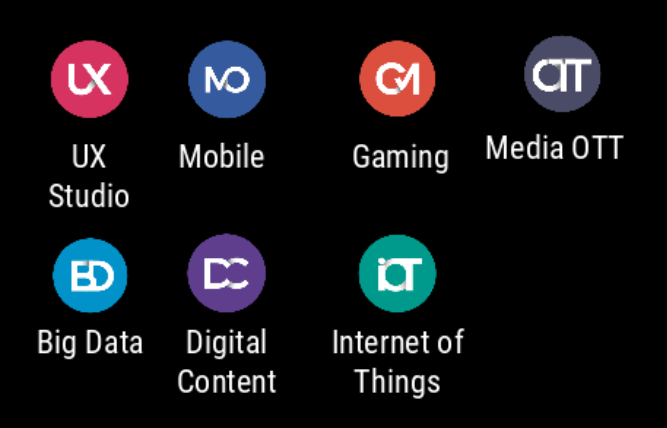 UX
MO
GM
OTT
UX
Studio
Mobile
Gaming
Media OTT
BD
DC
iOT
Big Data
Digital
Content
Internet of
Things